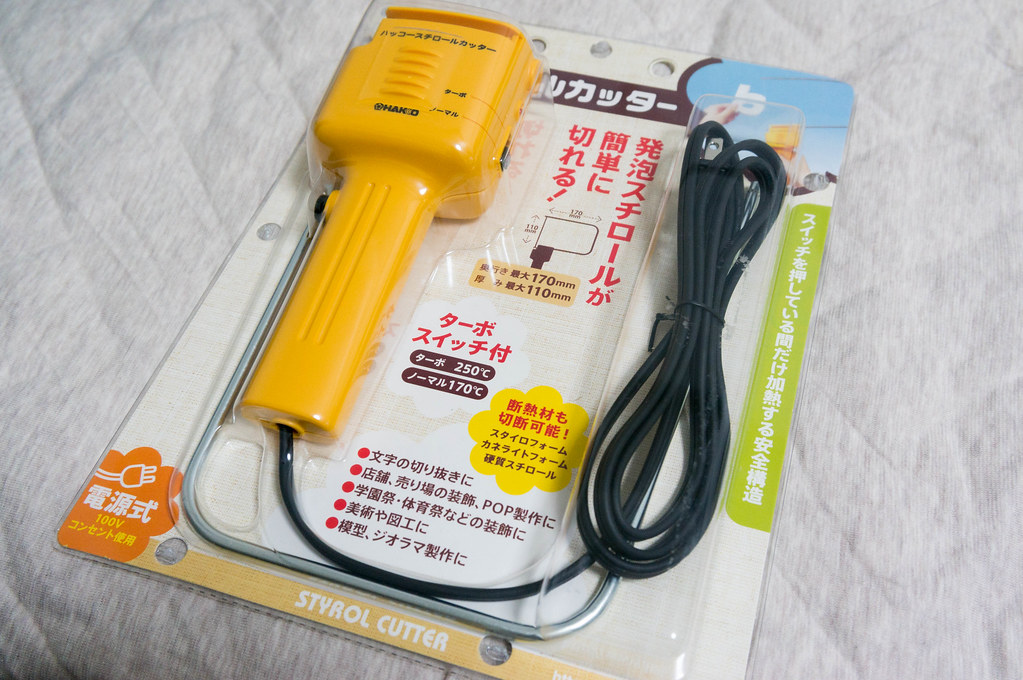 ハッコースチロールカッター
ターボ
HAKKO
ノーマル
ルカッター
発泡スチロールが
簡単に
切れる!
170
mm
110
mm
奥行き 最大170mm
厚み 最大110mm
ターボ
スイッチ付
ターボ 250℃
ノーマル170℃
断熱材も
切断可能!
スタイロフォーム
カネライトフォーム
硬質スチロール
●文字の切り抜きに
●店舗、売り場の装飾、POP製作に
●学園祭・体育祭などの装飾に
●美術や図工に
●模型、ジオラマ製作に
スイッチを押している間だけ加熱する安全構造
電源式
100V
コンセント使用
STYROL CUTTER